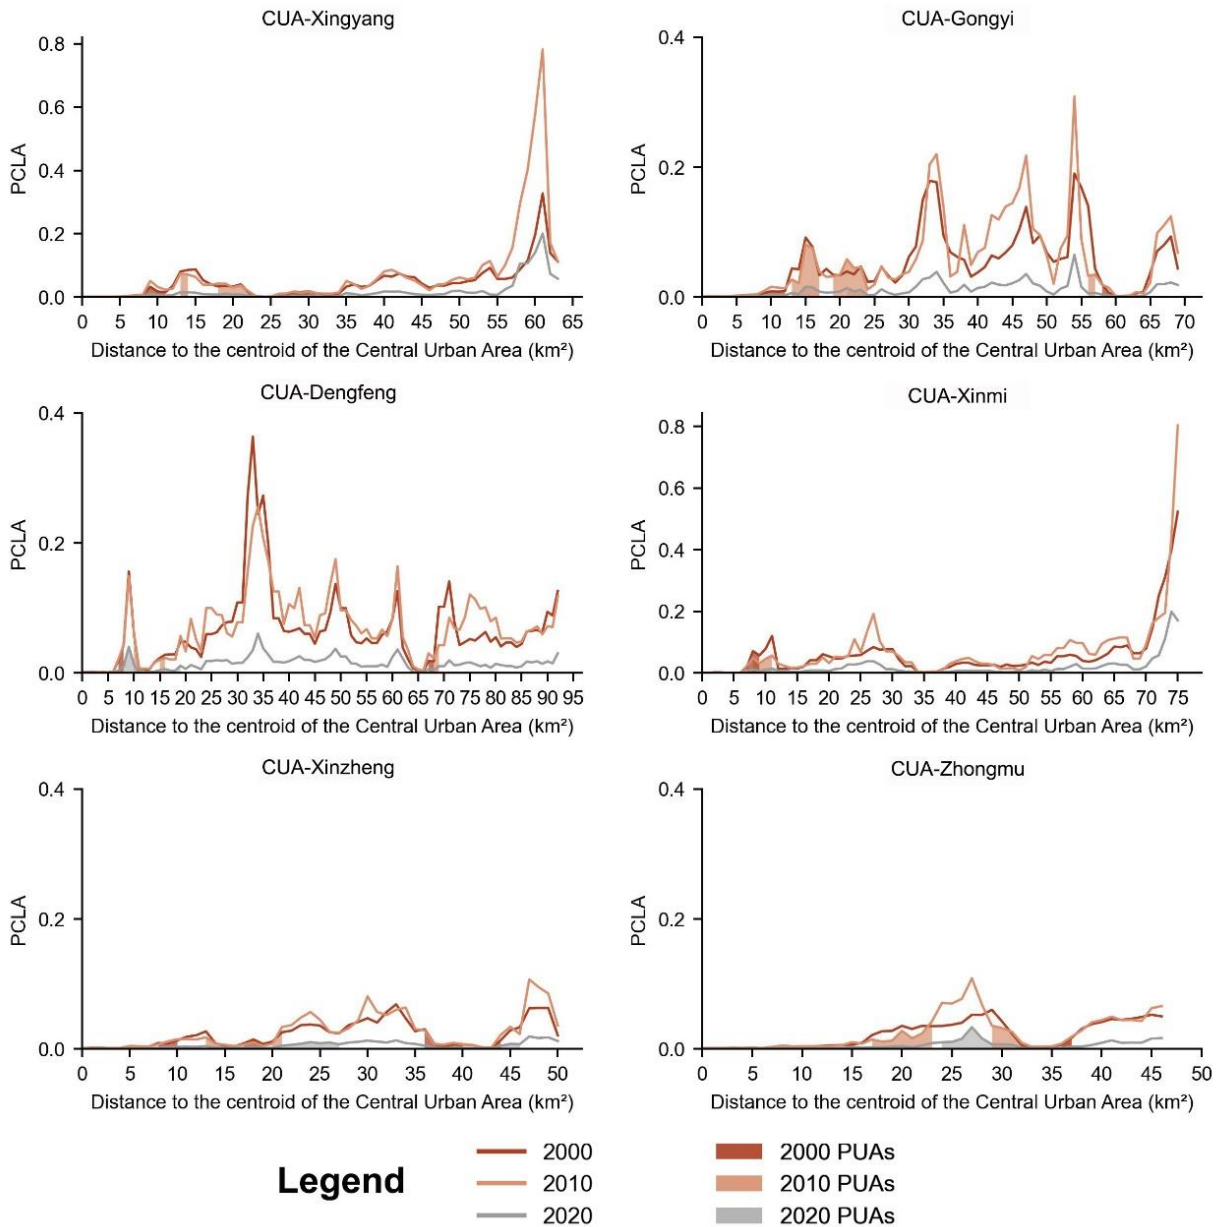 CUA-Xingyang
PCLA
0.8
0.6
0.4
0.2
0.0
0 5 10 15 20 25 30 35 40 45 50 55 60 65
Distance to the centroid of the Central Urban Area (km²)
CUA-Gongyi
PCLA
0.4
0.2
0.0
0 5 10 15 20 25 30 35 40 45 50 55 60 65 70
Distance to the centroid of the Central Urban Area (km²)
CUA-Dengfeng
PCLA
0.4
0.2
0.0
0 5 10 15 20 25 30 35 40 45 50 55 60 65 70 75 80 85 90 95
Distance to the centroid of the Central Urban Area (km²)
CUA-Xinmi
PCLA
0.8
0.6
0.4
0.2
0.0
0 5 10 15 20 25 30 35 40 45 50 55 60 65 70 75
Distance to the centroid of the Central Urban Area (km²)
CUA-Xinzheng
PCLA
0.4
0.2
0.0
0 5 10 15 20 25 30 35 40 45 50
Distance to the centroid of the Central Urban Area (km²)
CUA-Zhongmu
PCLA
0.4
0.2
0.0
0 5 10 15 20 25 30 35 40 45 50
Distance to the centroid of the Central Urban Area (km²)
Legend
2000
2010
2020
2000 PUAs
2010 PUAs
2020 PUAs